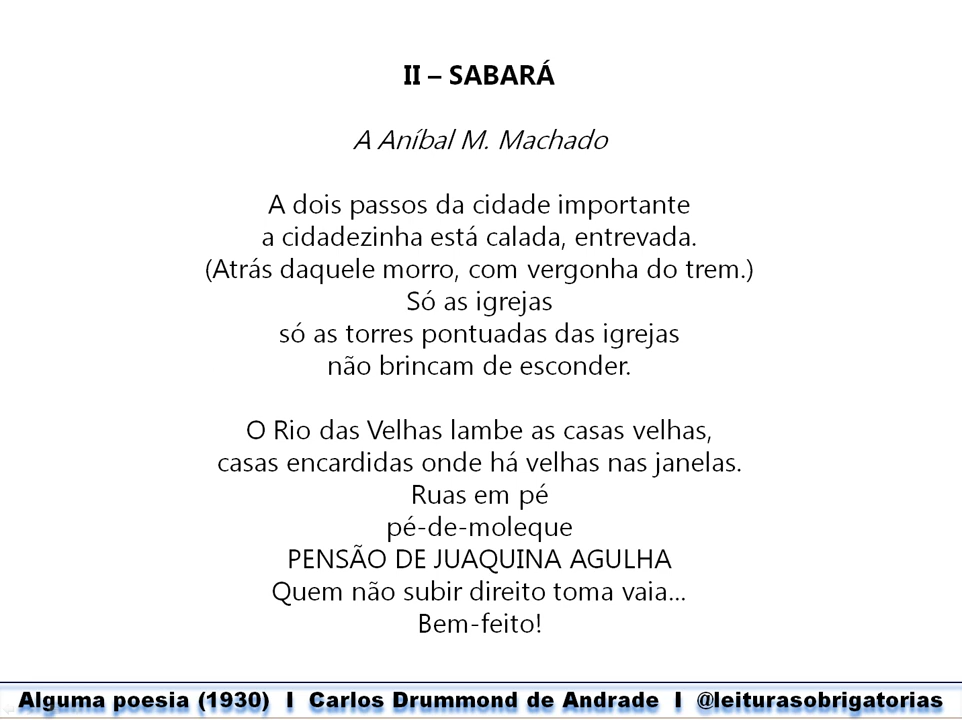 II – SABARÁ
A Aníbal M. Machado
A dois passos da cidade importante
a cidadezinha está calada, entrevada.
(Atrás daquele morro, com vergonha do trem.)
Só as igrejas
só as torres pontuadas das igrejas
não brincam de esconder.
O Rio das Velhas lambe as casas velhas,
casas encardidas onde há velhas nas janelas.
Ruas em pé
pé-de-moleque
PENSÃO DE JUAQUINA AGULHA
Quem não subir direito toma vaia...
Bem-feito!
Alguma poesia (1930) I Carlos Drummond de Andrade I @leiturasobrigatorias